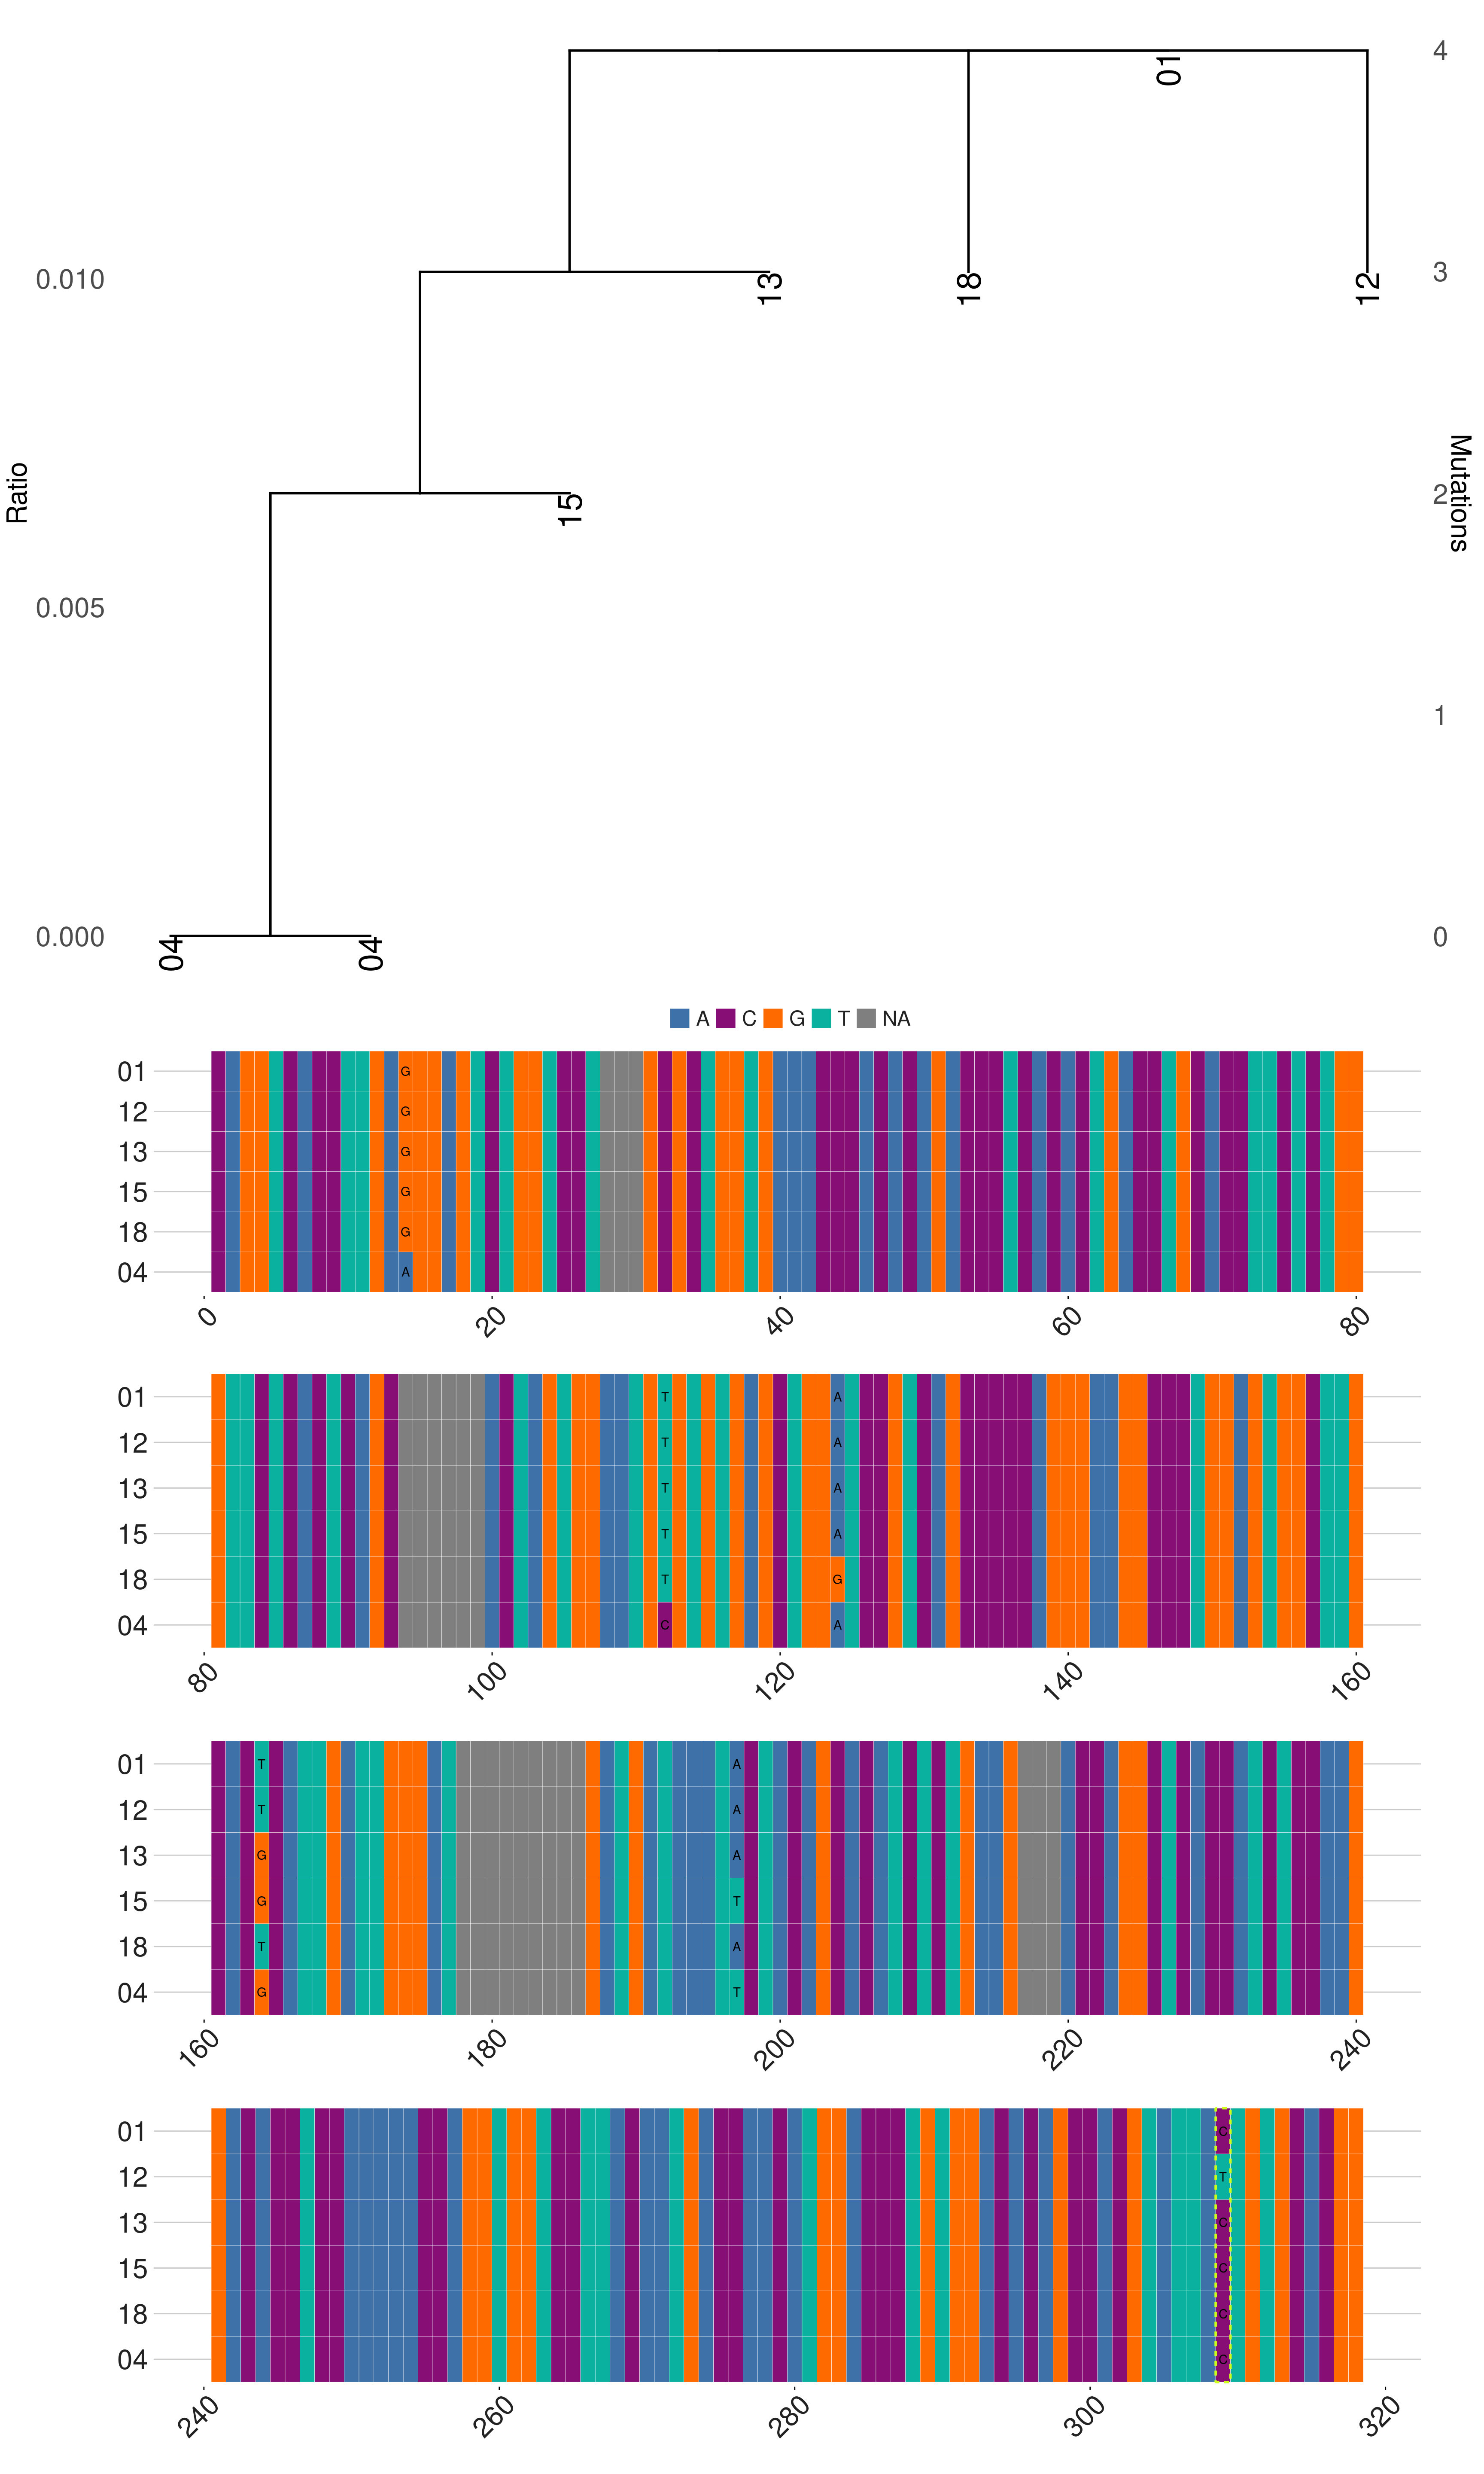 4
01
0.010
13
18
12
3
Ratio
15
2
Mutations
0.005
1
0.000
04
04
0
A C G T NA
01 G
12 G
13 G
15 G
18 G
04 A
0 20 40 60 80
01 T A
12 T A
13 T A
15 T A
18 T G
04 C A
80 100 120 140 160
01 T A
12 T A
13 G A
15 G T
18 T A
04 G T
160 180 200 220 240
01 C
12 T
13 C
15 C
18 C
04 C
240 260 280 300 320